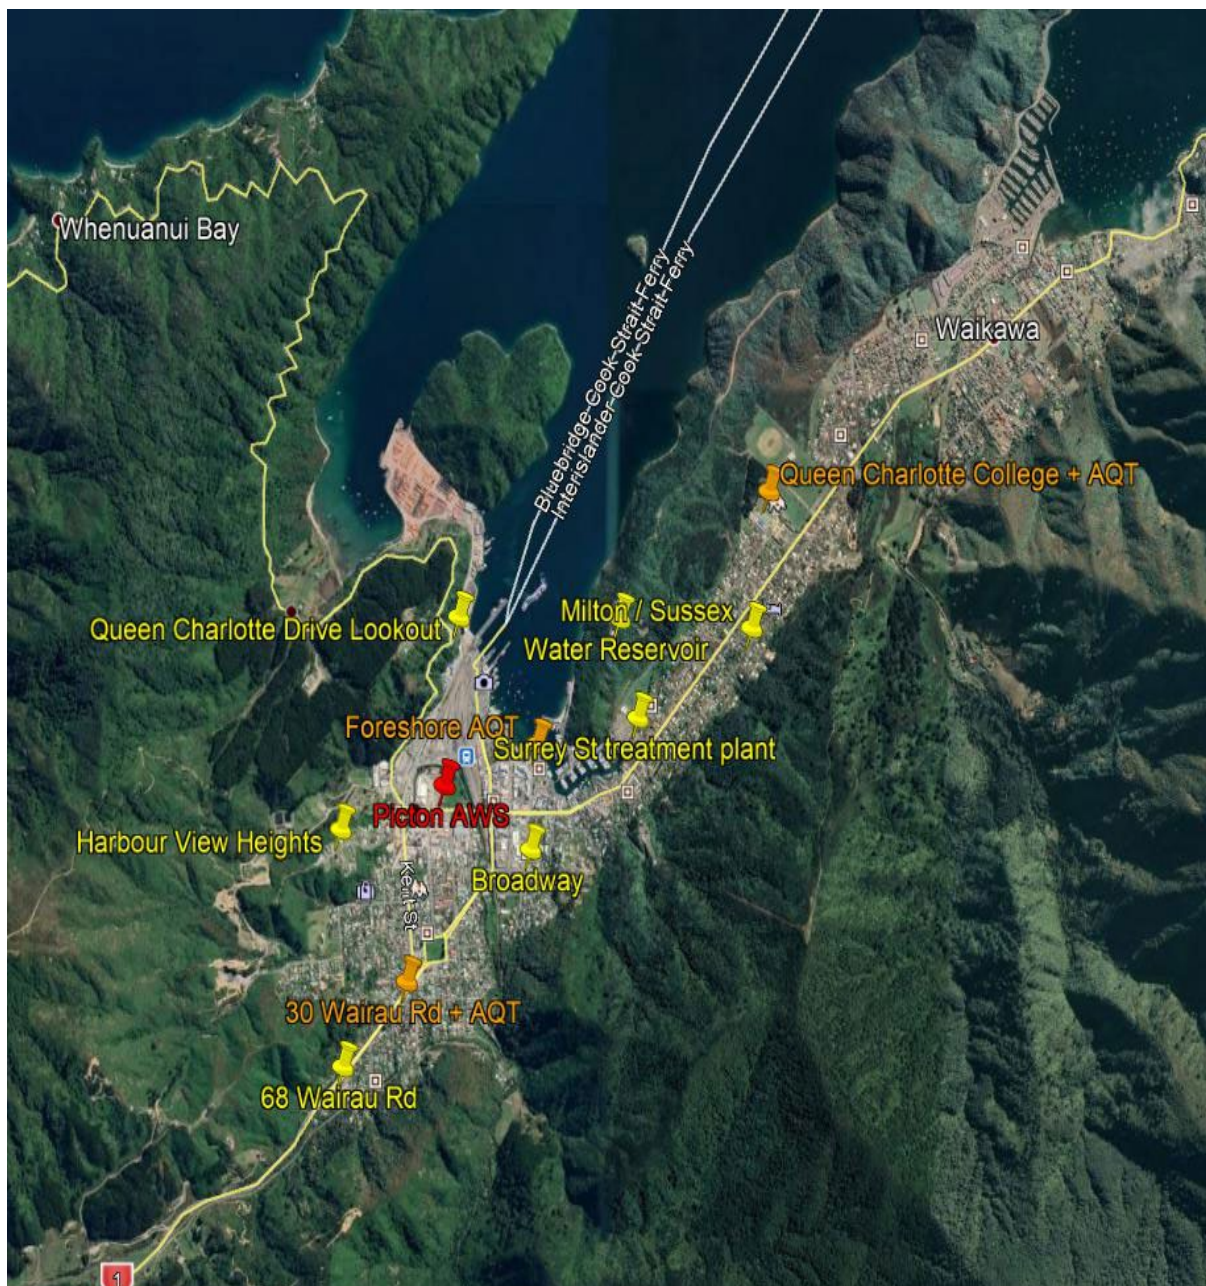 Whenuanui Bay
Bluebridge-Cook-Strait-Ferry
Interislander-Cook-Strait-Ferry
Waikawa
Queen Charlotte College + AQT
Queen Charlotte Drive Lookout
Milton / Sussex
Water Reservoir
Foreshore AQT
Surrey St treatment plant
Picton AWS
Harbour View Heights
Broadway
Kent St
30 Wairau Rd + AQT
68 Wairau Rd
1